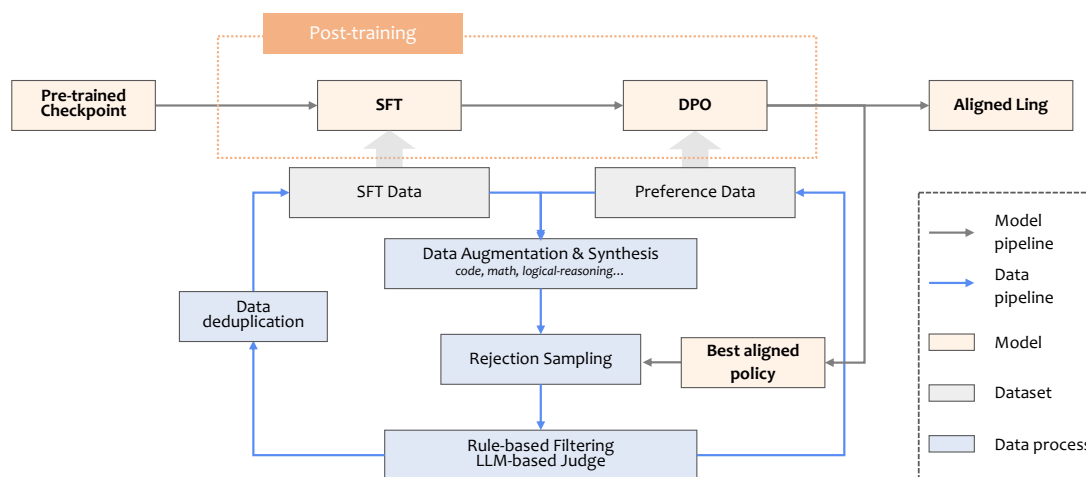 Post-training
Pre-trained
Checkpoint
SFT
DPO
Aligned Ling
SFT Data
Preference Data
Data Augmentation & Synthesis
code, math, logical-reasoning...
Data
deduplication
Rejection Sampling
Best aligned
policy
Rule-based Filtering
LLM-based Judge
Model
pipeline
Data
pipeline
Model
Dataset
Data process